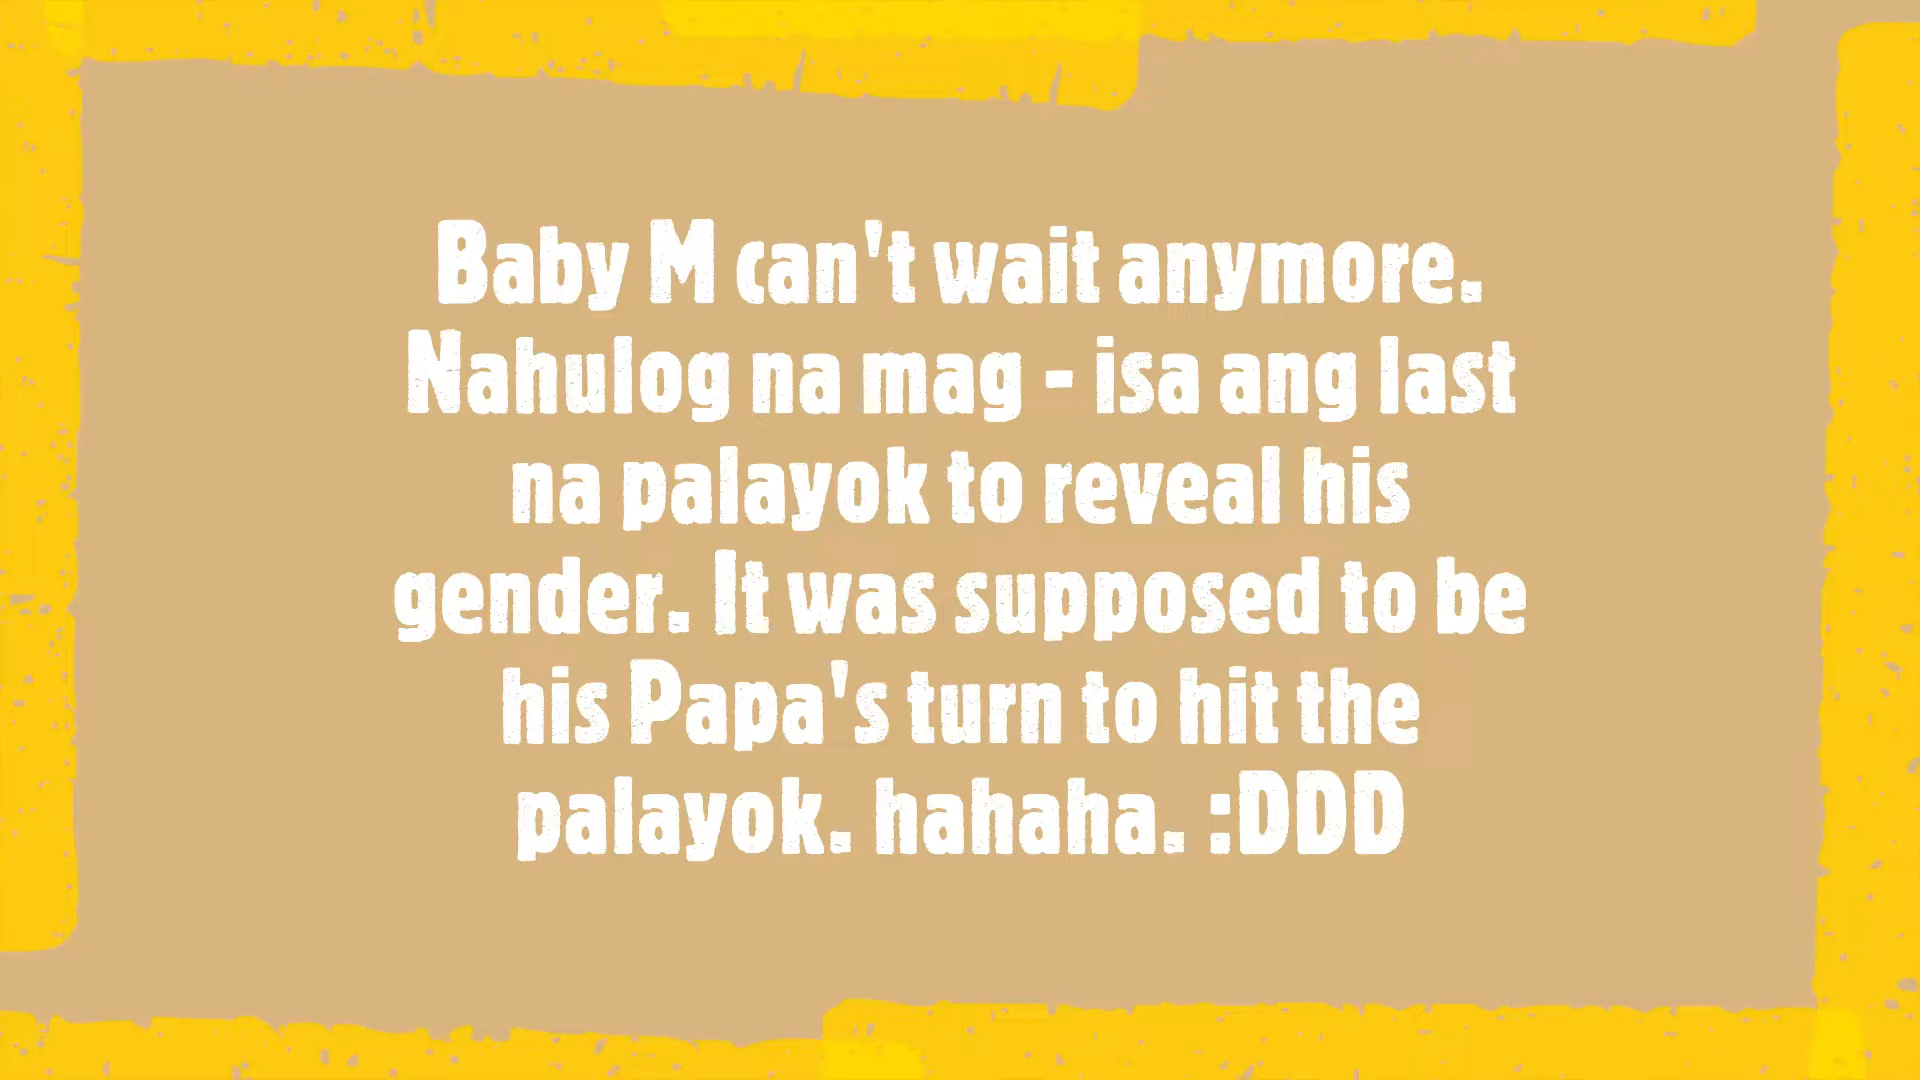 Baby M can't wait anymore.
Nahulog na mag - isa ang last
na palayok to reveal his
gender. It was supposed to be
his Papa's turn to hit the
palayok. hahaha. :DDD